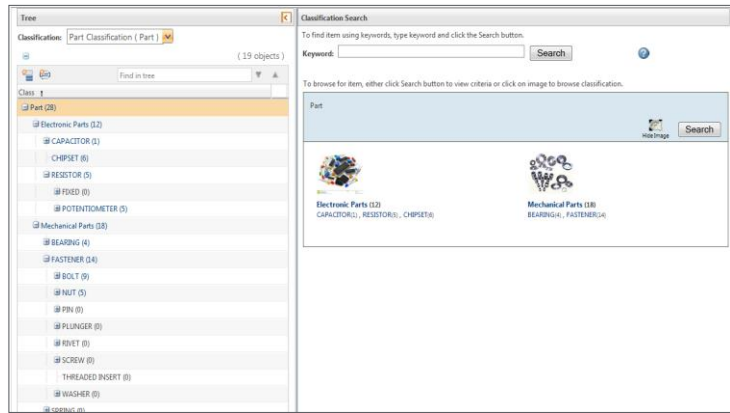 Tree
Classification: Part Classification ( Part )
( 19 objects )
Find in tree
Class
Part (28)
Electronic Parts (12)
CAPACITOR (1)
CHIPSET (6)
RESISTOR (5)
FIXED (0)
POTENTIOMETER (5)
Mechanical Parts (18)
BEARING (4)
FASTENER (14)
BOLT (9)
NUT (5)
PIN (0)
PLUNGER (0)
RIVET (0)
SCREW (0)
THREADED INSERT (0)
WASHER (0)
SPRING (0)
Classification Search
To find item using keywords, type keyword and click the Search button.
Keyword: Search
To browse for item, either click Search button to view criteria or click on image to browse classification.
Part
Hide Image Search
Electronic Parts (12)
CAPACITOR(1) , RESISTOR(5) , CHIPSET(6)
Mechanical Parts (18)
BEARING(4) , FASTENER(14)